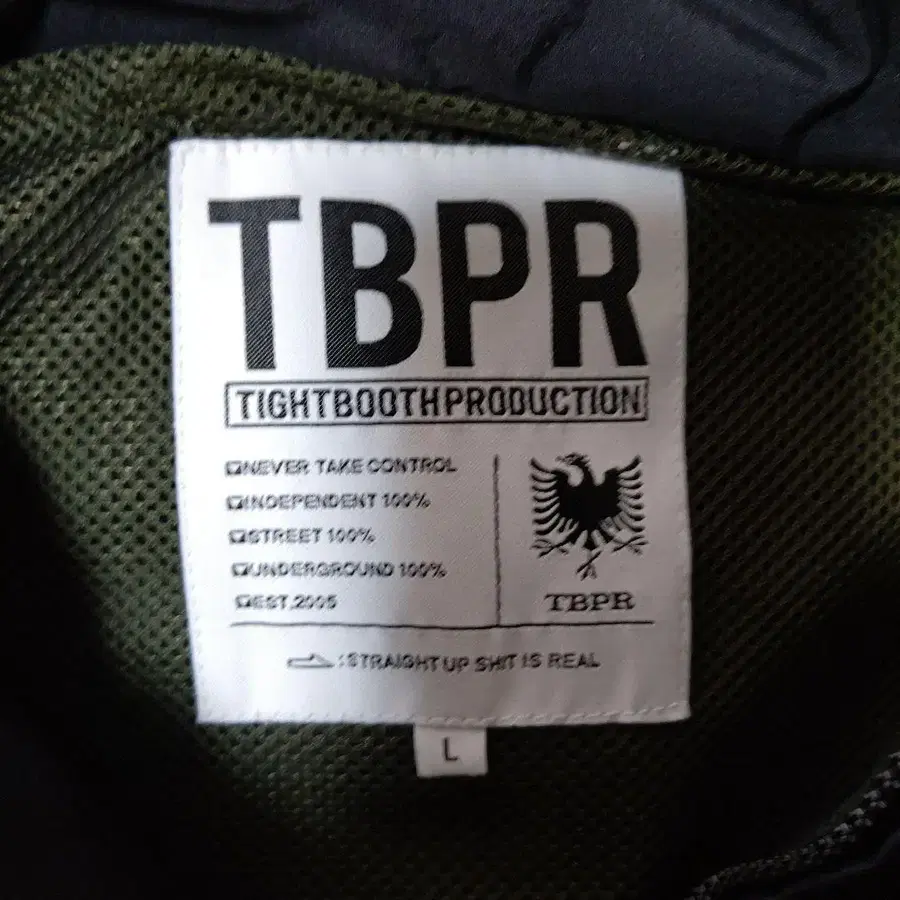 TBPR
TIGHTBOOTHPRODUCTION
NEVER TAKE CONTROL
INDEPENDENT 100%
STREET 100%
UNDERGROUND 100%
EST.2005
TBPR
:STRAIGHT UP SHIT IS REAL
L